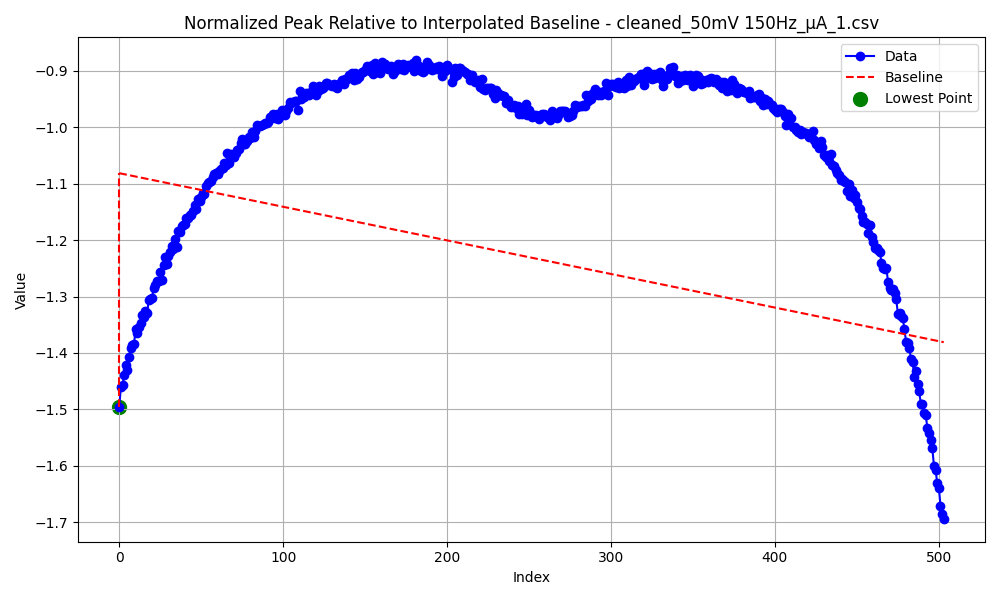 Normalized Peak Relative to Interpolated Baseline - cleaned_50mV 150Hz_μA_1.csv
Data
Baseline
Lowest Point
−0.9
−1.0
−1.1
−1.2
−1.3
−1.4
−1.5
−1.6
−1.7
Value
0 100 200 300 400 500
Index